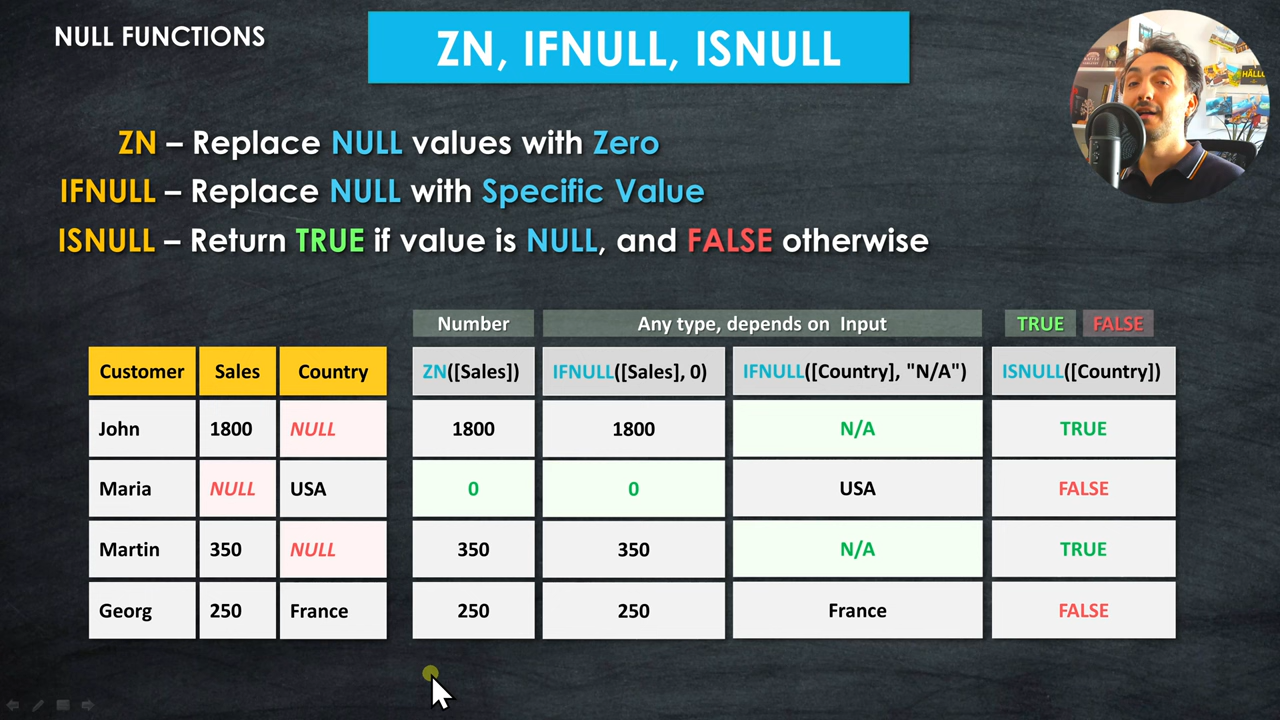 NULL FUNCTIONS
ZN, IFNULL, ISNULL
HÄLLO
ZN – Replace NULL values with Zero
IFNULL – Replace NULL with Specific Value
ISNULL – Return TRUE if value is NULL, and FALSE otherwise
Number Any type, depends on Input TRUE FALSE
Customer Sales Country ZN([Sales]) IFNULL([Sales], 0) IFNULL([Country], "N/A") ISNULL([Country])
John 1800 NULL 1800 1800 N/A TRUE
Maria NULL USA 0 0 USA FALSE
Martin 350 NULL 350 350 N/A TRUE
Georg 250 France 250 250 France FALSE